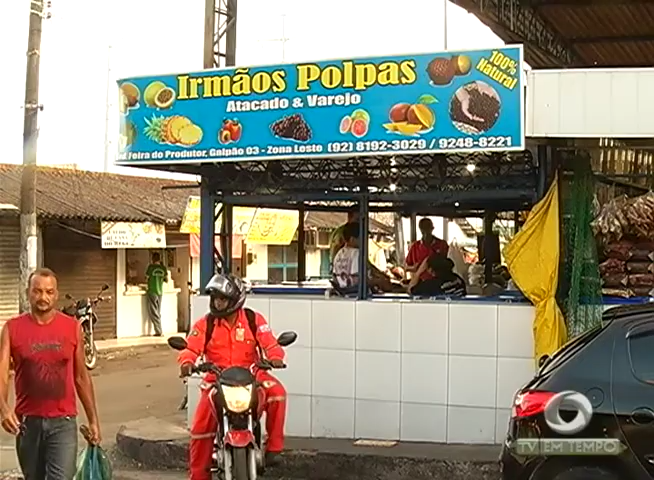 Irmãos Polpas
100%
Natural
Atacado & Varejo
Feira do Produtor, Galpão 03 - Zona Leste (92) 8192-3029 / 9248-8221
TV EM TEMPO